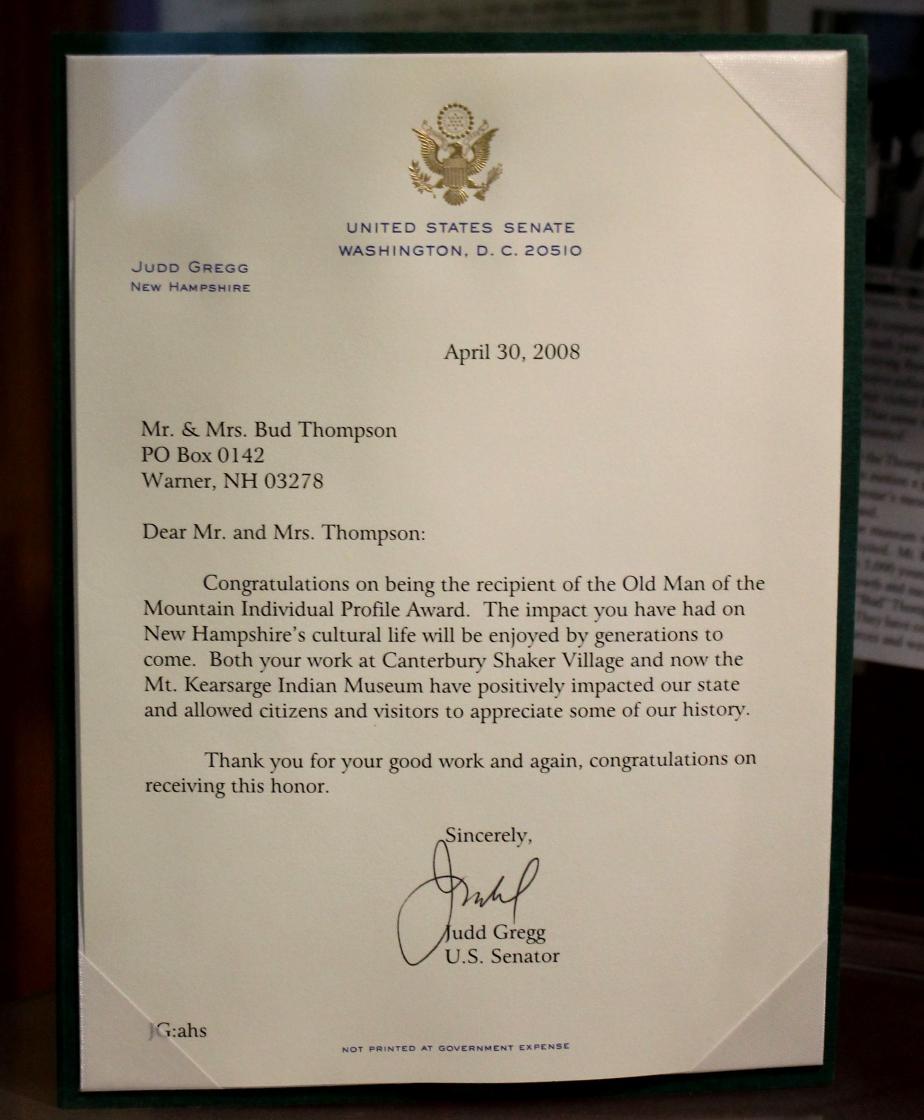 UNITED STATES SENATE
WASHINGTON, D. C. 20510
JUDD GREGG
NEW HAMPSHIRE
April 30, 2008
Mr. & Mrs. Bud Thompson
PO Box 0142
Warner, NH 03278
Dear Mr. and Mrs. Thompson:
Congratulations on being the recipient of the Old Man of the
Mountain Individual Profile Award. The impact you have had on
New Hampshire's cultural life will be enjoyed by generations to
come. Both your work at Canterbury Shaker Village and now the
Mt. Kearsarge Indian Museum have positively impacted our state
and allowed citizens and visitors to appreciate some of our history.
Thank you for your good work and again, congratulations on
receiving this honor.
Sincerely,
Judd
Judd Gregg
U.S. Senator
JG:ahs
NOT PRINTED AT GOVERNMENT EXPENSE